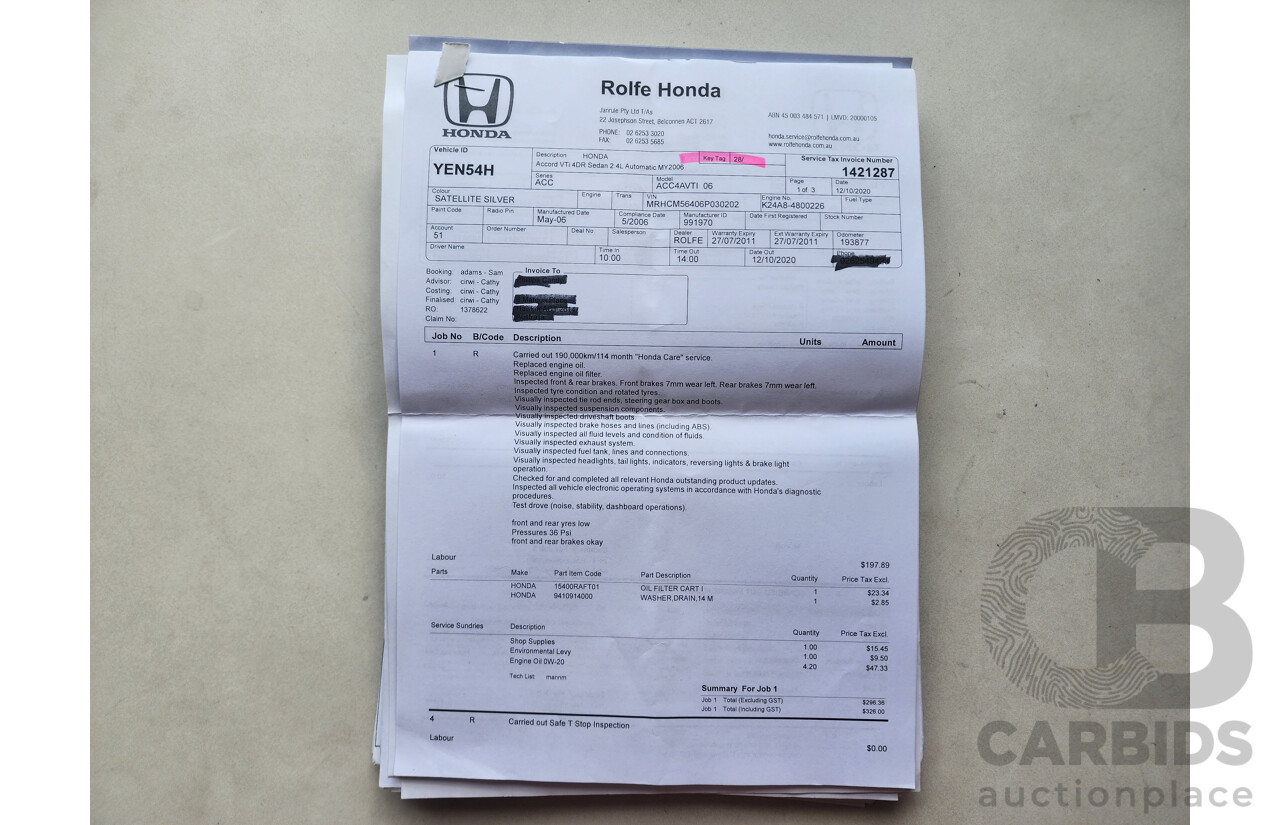 Rolfe Honda
HONDA
Janrule Pty Ltd T/As
22 Josephson Street, Belconnen ACT 2617
PHONE: 02 6253 3020
FAX: 02 6253 5685
ABN 45 003 484 571 | LMVD: 20000105
honda.service@rolfehonda.com.au
www.rolfehonda.com.au
Vehicle ID
YEN54H
Description HONDA
Accord VTi 4DR Sedan 2.4L Automatic MY2006
Key Tag 28/
Service Tax Invoice Number
1421287
Series
ACC
Model
ACC4AVTI 06
Page
1 of 3
Date
12/10/2020
Colour
SATELLITE SILVER
Engine
Trans
VIN
MRHCM56406P030202
Engine No.
K24A8-4800226
Fuel Type
Paint Code
Radio Pin
Manufactured Date
May-06
Compliance Date
5/2006
Manufacturer ID
991970
Date First Registered
Stock Number
Account
51
Order Number
Deal No.
Salesperson
Dealer
ROLFE
Warranty Expiry
27/07/2011
Ext Warranty Expiry
27/07/2011
Odometer
193877
Driver Name
Time In
10:00
Time Out
14:00
Date Out
12/10/2020
Phone
Booking: adams - Sam
Advisor: cirwi - Cathy
Costing: cirwi - Cathy
Finalised: cirwi - Cathy
RO: 1378622
Claim No:
Invoice To
Job No B/Code Description Units Amount
1 R Carried out 190,000km/114 month "Honda Care" service.
Replaced engine oil.
Replaced engine oil filter.
Inspected front & rear brakes. Front brakes 7mm wear left. Rear brakes 7mm wear left.
Inspected tyre condition and rotated tyres.
Visually inspected tie rod ends, steering gear box and boots.
Visually inspected suspension components.
Visually inspected driveshaft boots.
Visually inspected brake hoses and lines (including ABS).
Visually inspected all fluid levels and condition of fluids.
Visually inspected exhaust system.
Visually inspected fuel tank, lines and connections.
Visually inspected headlights, tail lights, indicators, reversing lights & brake light
operation.
Checked for and completed all relevant Honda outstanding product updates.
Inspected all vehicle electronic operating systems in accordance with Honda's diagnostic
procedures.
Test drove (noise, stability, dashboard operations).
front and rear yres low
Pressures 36 Psi
front and rear brakes okay
Labour $197.89
Parts Make Part Item Code Part Description Quantity Price Tax Excl.
HONDA 15400RAFT01 OIL FILTER CART I 1 $23.34
HONDA 9410914000 WASHER,DRAIN,14 M 1 $2.85
Service Sundries Description Quantity Price Tax Excl.
Shop Supplies 1.00 $15.45
Environmental Levy 1.00 $9.50
Engine Oil 0W-20 4.20 $47.33
Tech List: mannm
Summary For Job 1
Job 1 Total (Excluding GST) $296.36
Job 1 Total (Including GST) $326.00
4 R Carried out Safe T Stop Inspection
Labour $0.00
CARBIDS
auctionplace